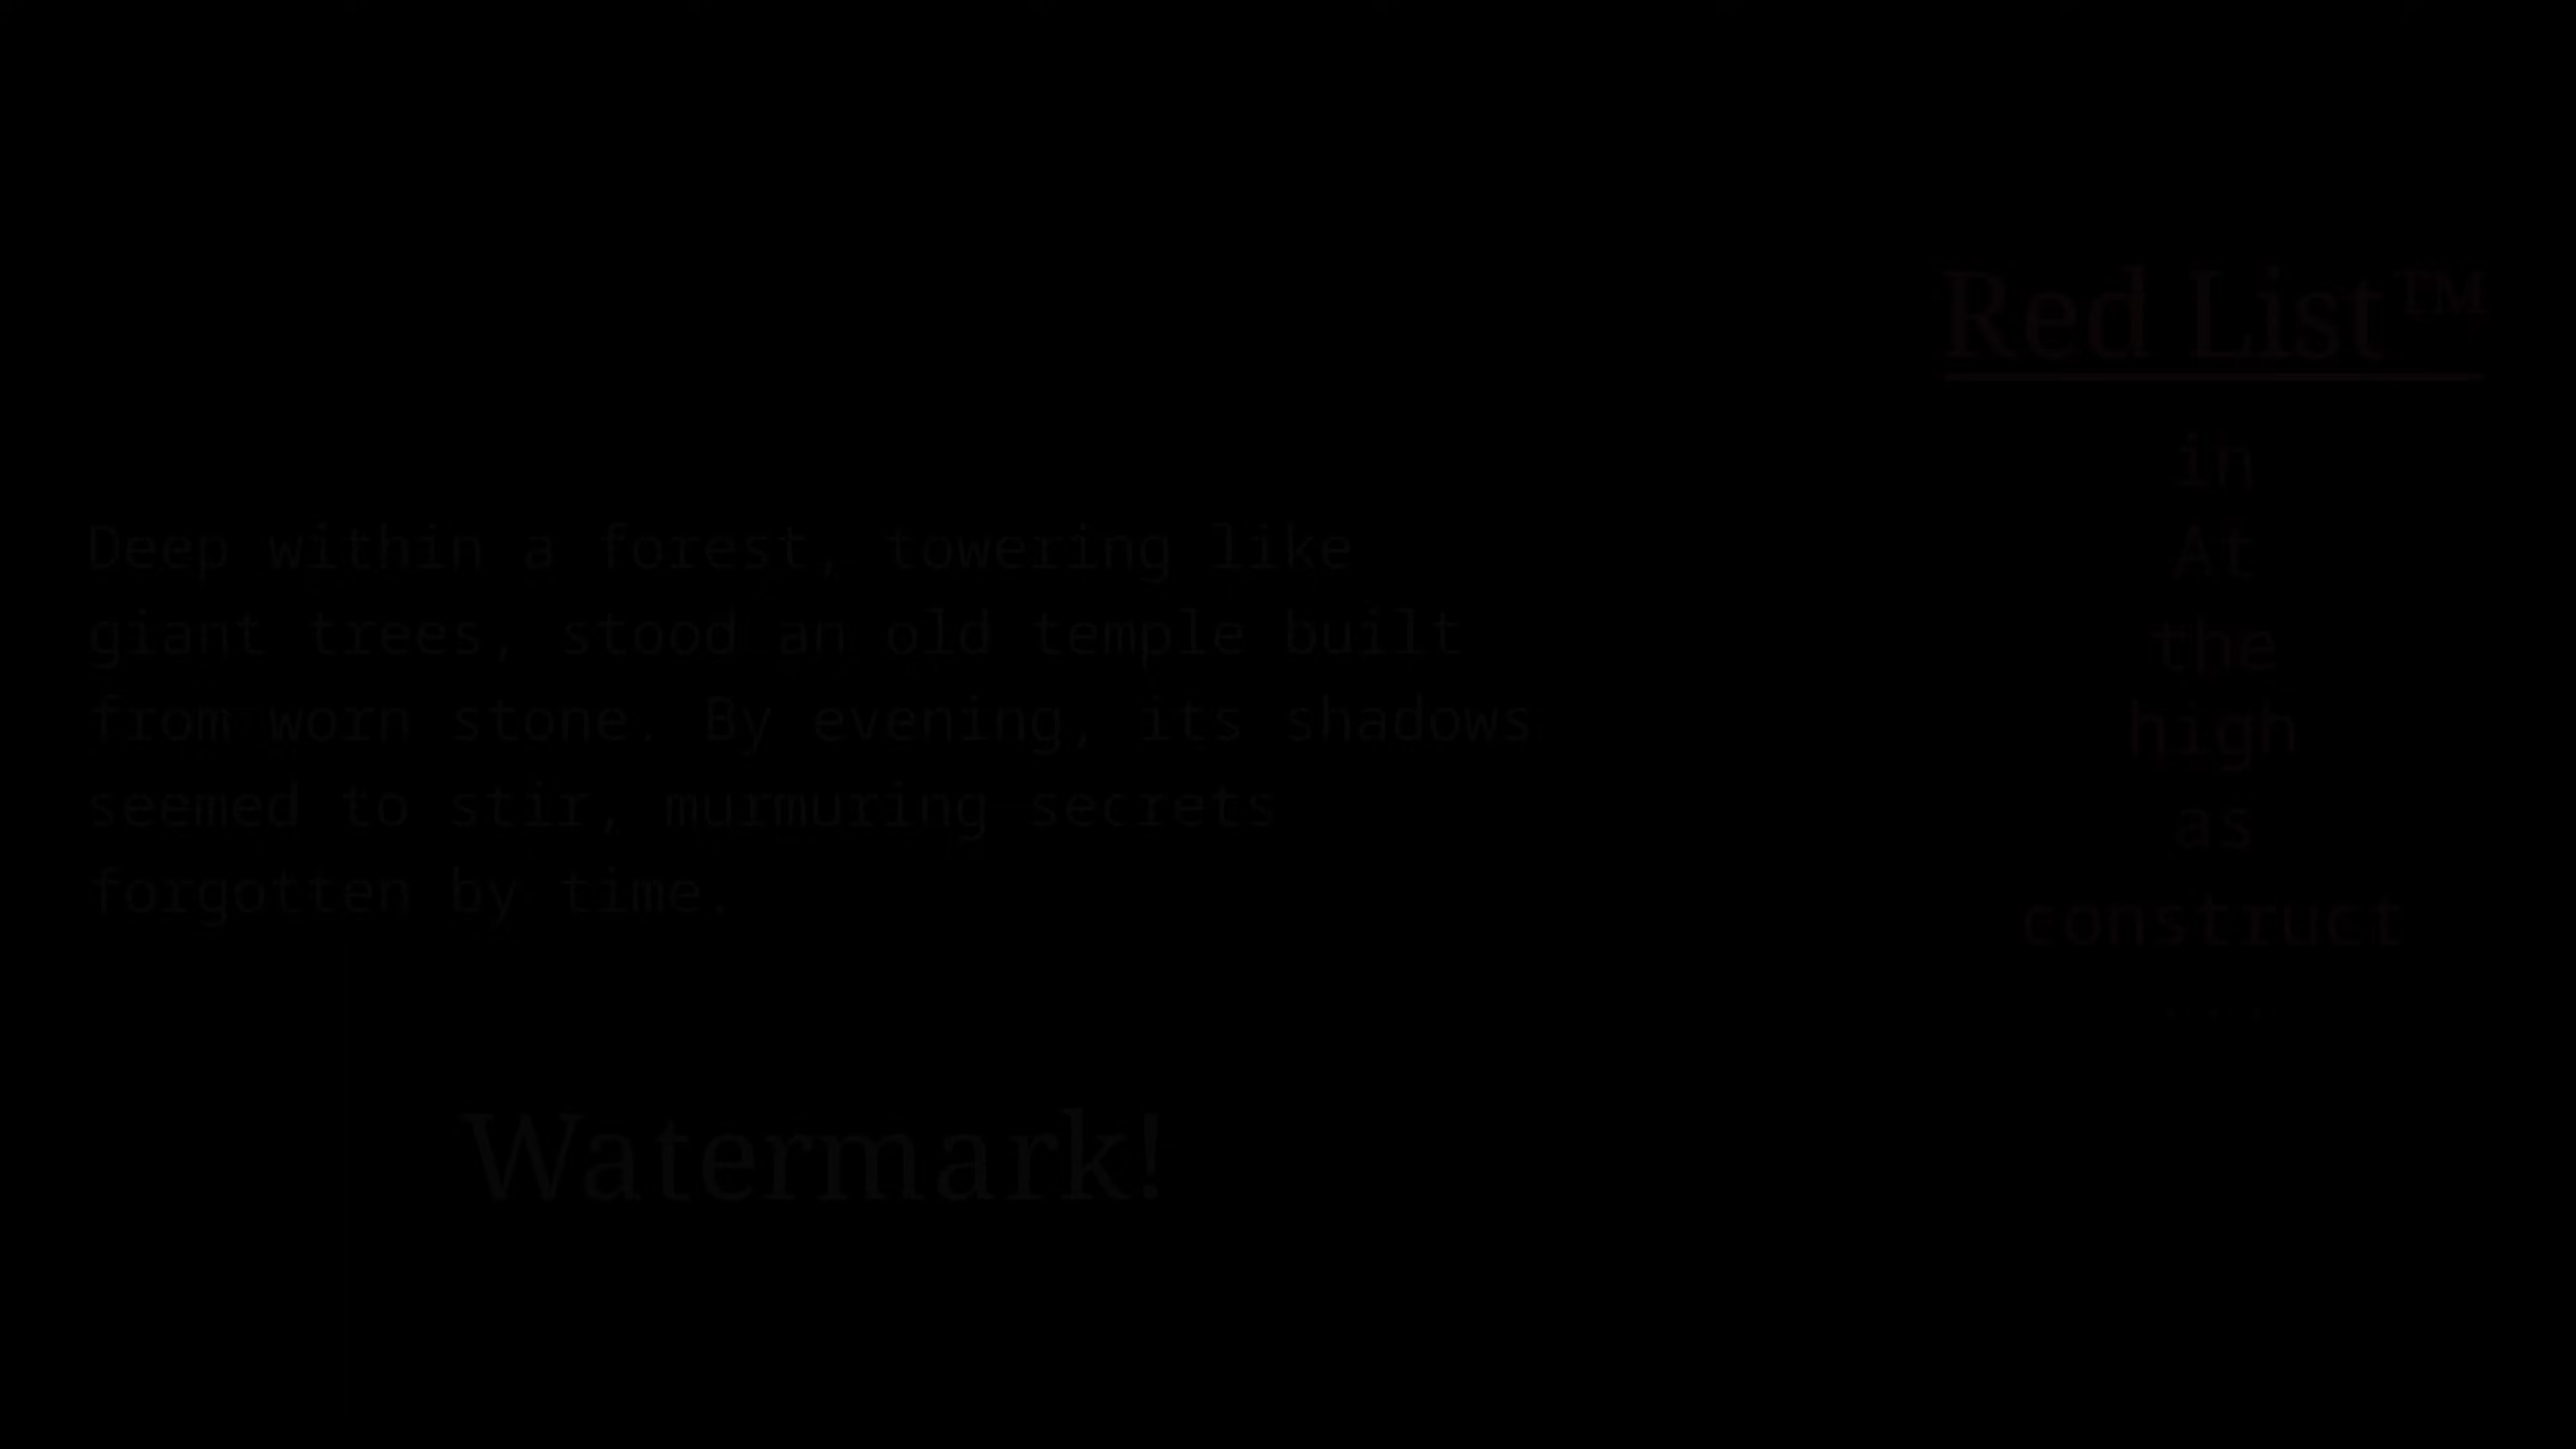 Deep within a forest, towering like
giant trees, stood an old temple built
from worn stone. By evening, its shadows
seemed to stir, murmuring secrets
forgotten by time.
Watermark!
Red List™
in
At
the
high
as
construct
...